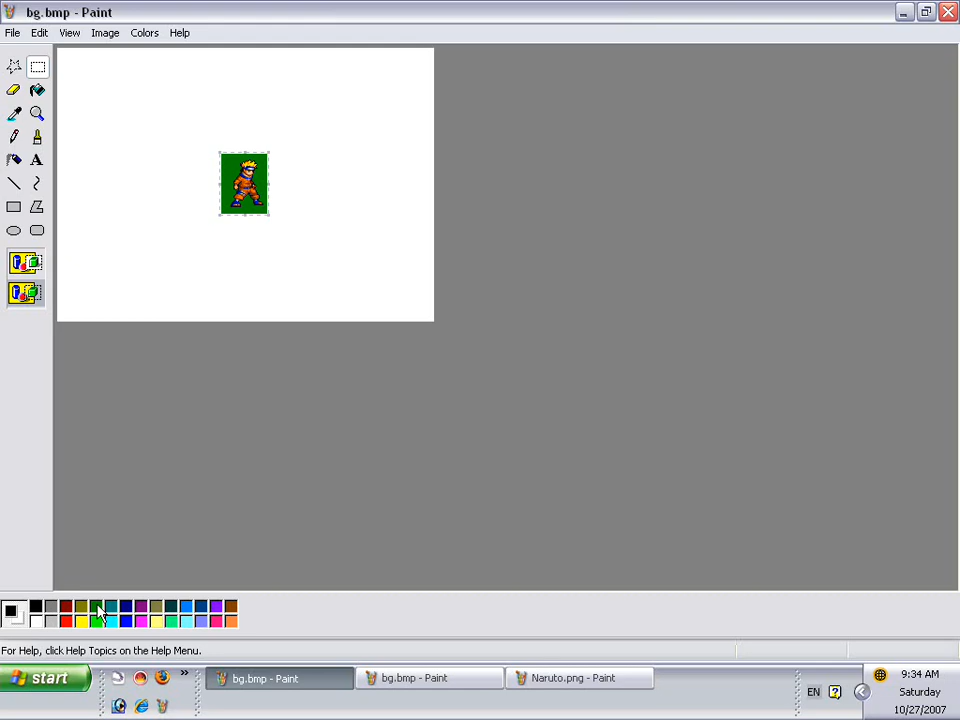 bg.bmp - Paint
File Edit View Image Colors Help
A
For Help, click Help Topics on the Help Menu.
start
bg.bmp - Paint
bg.bmp - Paint
Naruto.png - Paint
EN
9:34 AM
Saturday
10/27/2007